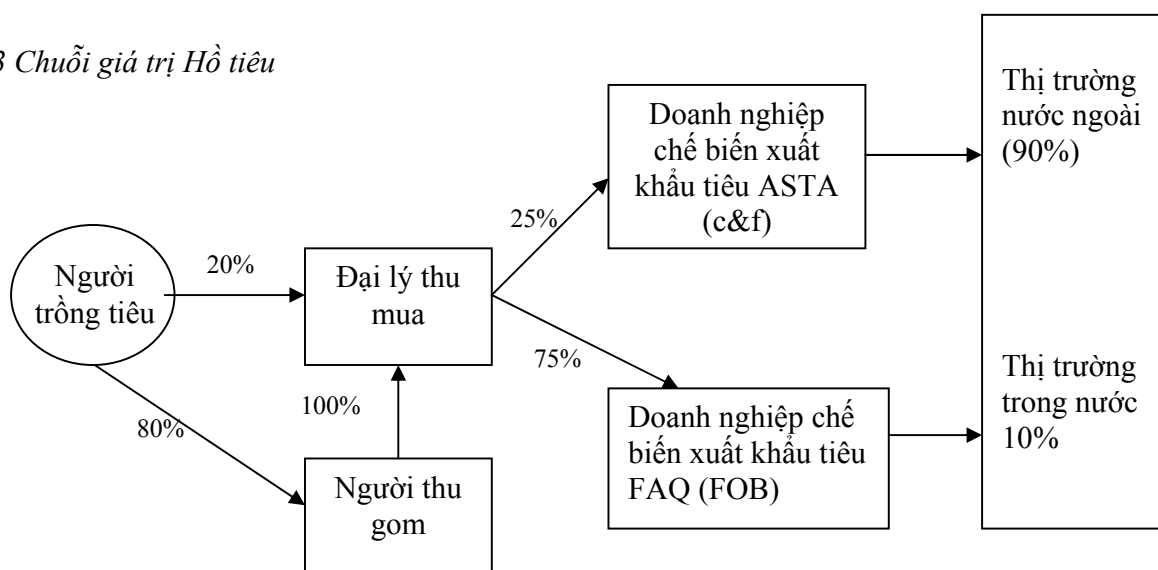 3 Chuỗi giá trị Hồ tiêu
Người
trồng tiêu
20%
80%
Đại lý thu
mua
100%
Người thu
gom
25%
75%
Doanh nghiệp
chế biến xuất
khẩu tiêu ASTA
(c&f)
Doanh nghiệp chế
biến xuất khẩu tiêu
FAQ (FOB)
Thị trường
nước ngoài
(90%)
Thị trường
trong nước
10%